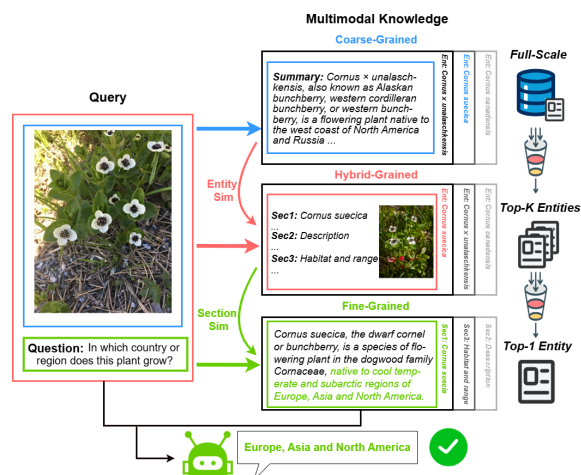 Multimodal Knowledge
Coarse-Grained
Full-Scale
Query
Summary: Cornus × unalasch-
kensis, also known as Alaskan
bunchberry, western cordilleran
bunchberry, or western bunch-
berry, is a flowering plant native to
the west coast of North America
and Russia ...
Ent: Cornus x unalaschkensis
Ent: Cornus suecica
Ent: Cornus canadensis
Entity
Sim
Hybrid-Grained
Top-K Entities
Sec1: Cornus suecica
...
Sec2: Description
...
Sec3: Habitat and range
...
Ent: Cornus suecica
Ent: Cornus x unalaschkensis
Ent: Cornus canadensis
Section
Sim
Fine-Grained
Question: In which country or
region does this plant grow?
Cornus suecica, the dwarf cornel
or bunchberry, is a species of flo-
wering plant in the dogwood family
Cornaceae, native to cool temp-
erate and subarctic regions of
Europe, Asia and North America.
Sec1: Cornus suecia
Sec3: Habitat and range
Sec2: Description
Top-1 Entity
Europe, Asia and North America